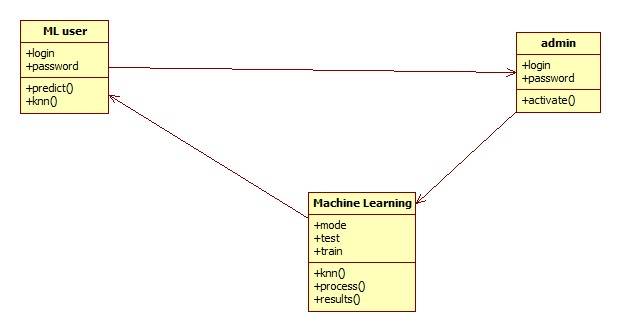 ML user
+login
+password
+predict()
+knn()
admin
+login
+password
+activate()
Machine Learning
+mode
+test
+train
+knn()
+process()
+results()